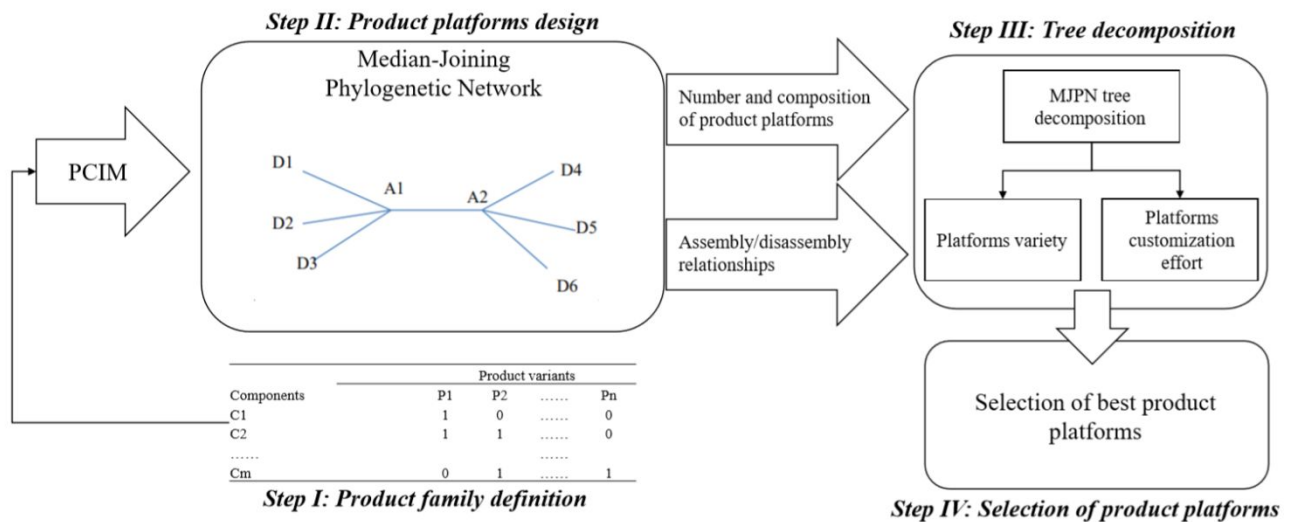 Step II: Product platforms design
Median-Joining
Phylogenetic Network
D1
D2
D3
A1
A2
D4
D5
D6
PCIM
Number and composition
of product platforms
Assembly/disassembly
relationships
Step III: Tree decomposition
MJPN tree
decomposition
Platforms variety
Platforms
customization
effort
Selection of best product
platforms
Step IV: Selection of product platforms
Product variants
Components P1 P2 ...... Pn
C1 1 0 ...... 0
C2 1 1 ...... 0
...... ......
Cm 0 1 ...... 1
Step I: Product family definition